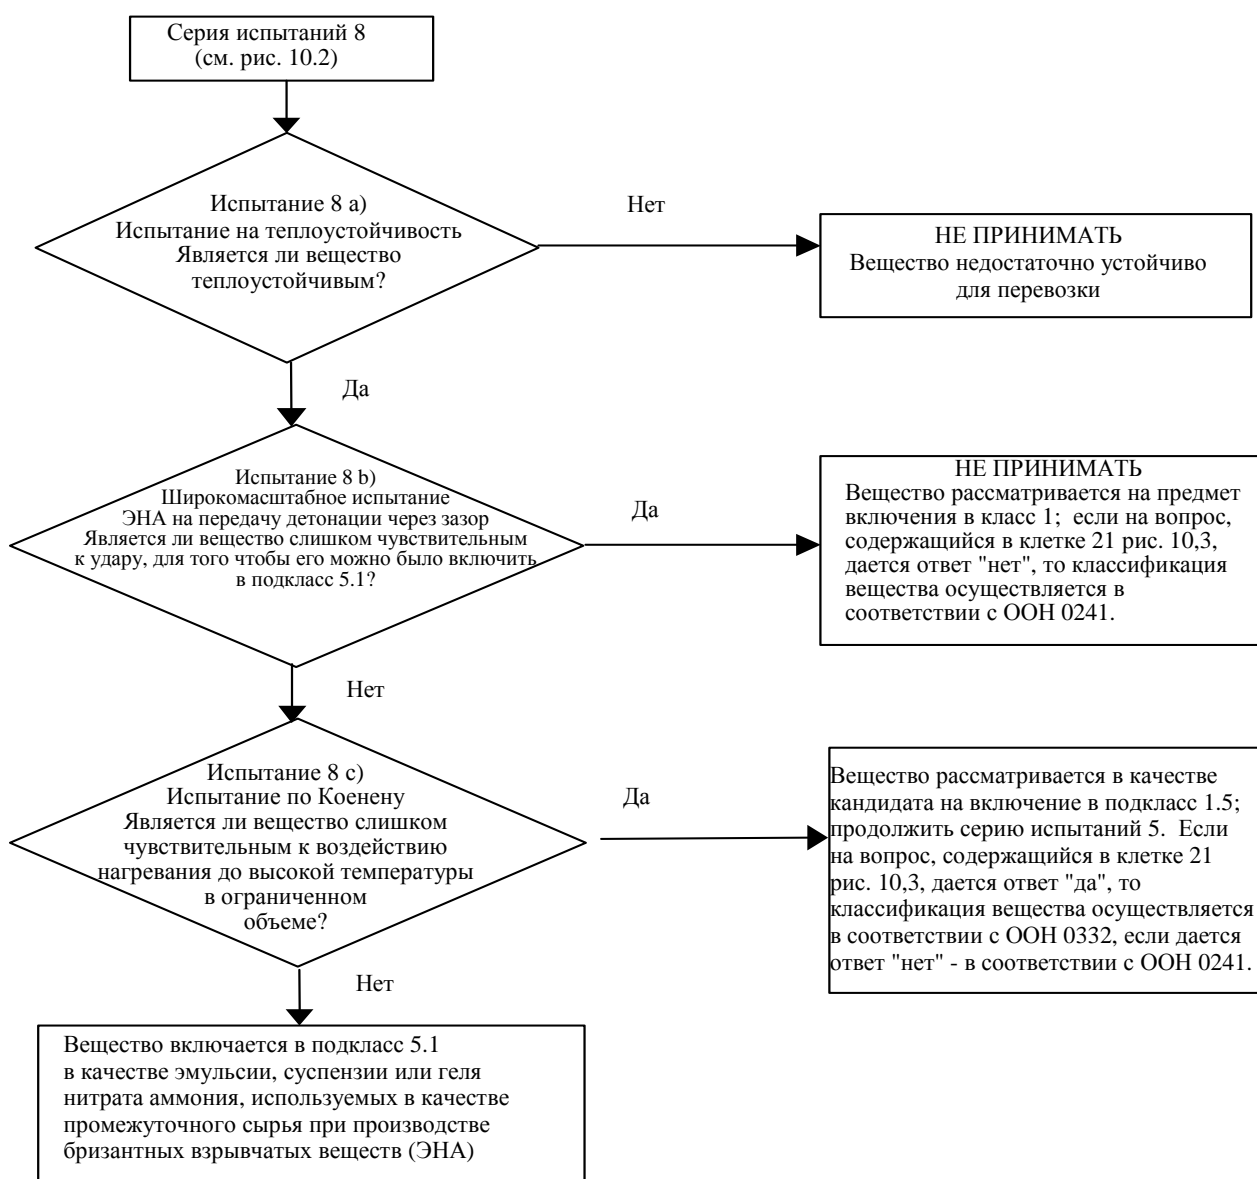 Серия испытаний 8
(см. рис. 10.2)
Испытание 8 a)
Испытание на теплоустойчивость
Является ли вещество
теплоустойчивым?
Нет
НЕ ПРИНИМАТЬ
Вещество недостаточно устойчиво
для перевозки
Да
Испытание 8 b)
Широкомасштабное испытание
ЭНА на передачу детонации через зазор
Является ли вещество слишком чувствительным
к удару, для того чтобы его можно было включить
в подкласс 5.1?
Да
НЕ ПРИНИМАТЬ
Вещество рассматривается на предмет
включения в класс 1; если на вопрос,
содержащийся в клетке 21 рис. 10,3,
дается ответ "нет", то классификация
вещества осуществляется в
соответствии с ООН 0241.
Нет
Испытание 8 c)
Испытание по Коенену
Является ли вещество слишком
чувствительным к воздействию
нагревания до высокой температуры
в ограниченном
объеме?
Да
Вещество рассматривается в качестве
кандидата на включение в подкласс 1.5;
продолжить серию испытаний 5. Если
на вопрос, содержащийся в клетке 21
рис. 10,3, дается ответ "да", то
классификация вещества осуществляется
в соответствии с ООН 0332, если дается
ответ "нет" - в соответствии с ООН 0241.
Нет
Вещество включается в подкласс 5.1
в качестве эмульсии, суспензии или геля
нитрата аммония, используемых в качестве
промежуточного сырья при производстве
бризантных взрывчатых веществ (ЭНА)